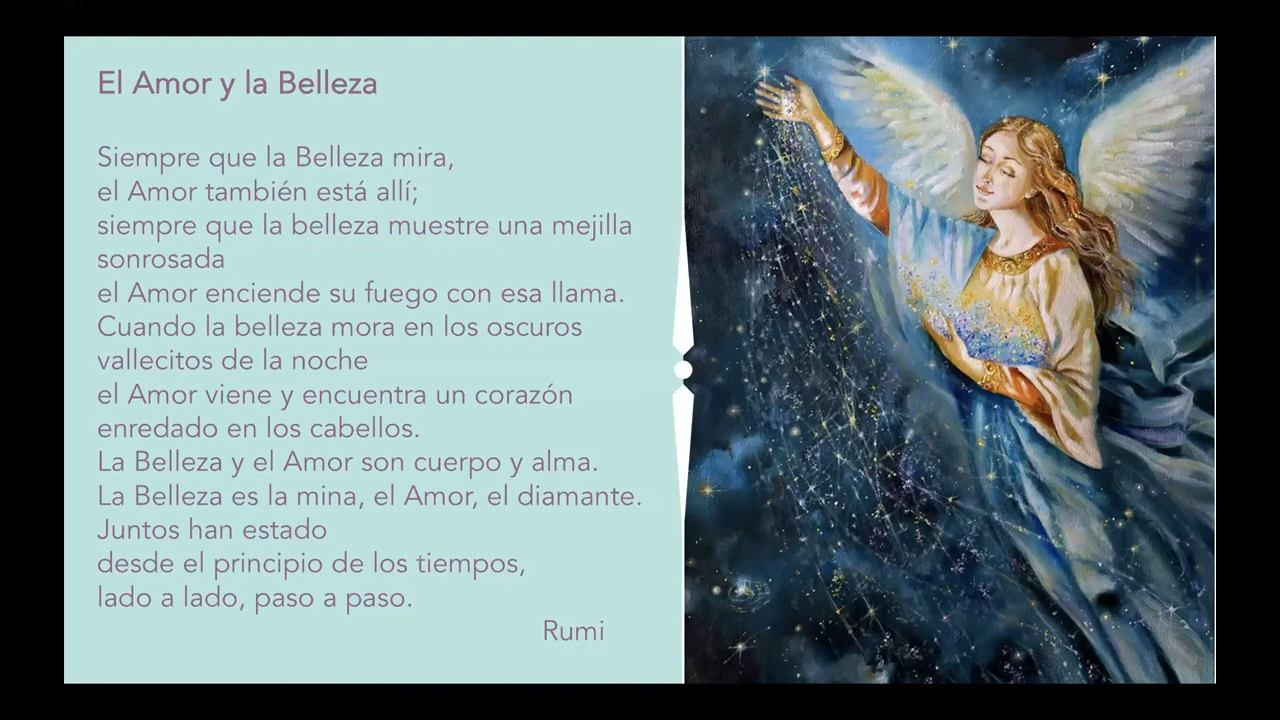 El Amor y la Belleza
Siempre que la Belleza mira,
el Amor también está allí;
siempre que la belleza muestre una mejilla
sonrosada
el Amor enciende su fuego con esa llama.
Cuando la belleza mora en los oscuros
vallecitos de la noche
el Amor viene y encuentra un corazón
enredado en los cabellos.
La Belleza y el Amor son cuerpo y alma.
La Belleza es la mina, el Amor, el diamante.
Juntos han estado
desde el principio de los tiempos,
lado a lado, paso a paso.
Rumi